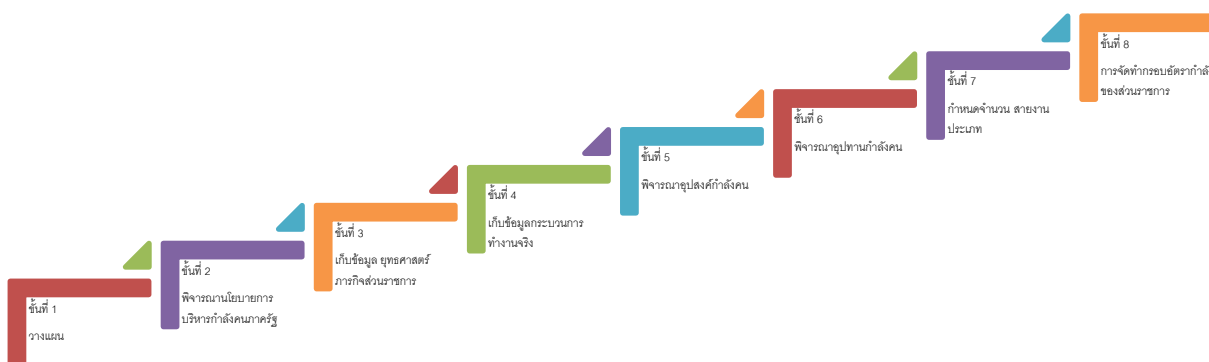 ขั้นที่ 1
วางแผน
ขั้นที่ 2
พิจารณานโยบายการ
บริหารกำลังคนภาครัฐ
ขั้นที่ 3
เก็บข้อมูล ยุทธศาสตร์
ภารกิจส่วนราชการ
ขั้นที่ 4
เก็บข้อมูลกระบวนการ
ทำงานจริง
ขั้นที่ 5
พิจารณาอุปสงค์กำลังคน
ขั้นที่ 6
พิจารณาอุปทานกำลังคน
ขั้นที่ 7
กำหนดจำนวน สายงาน
ประเภท
ขั้นที่ 8
การจัดทำกรอบอัตรากำลั
ของส่วนราชการ